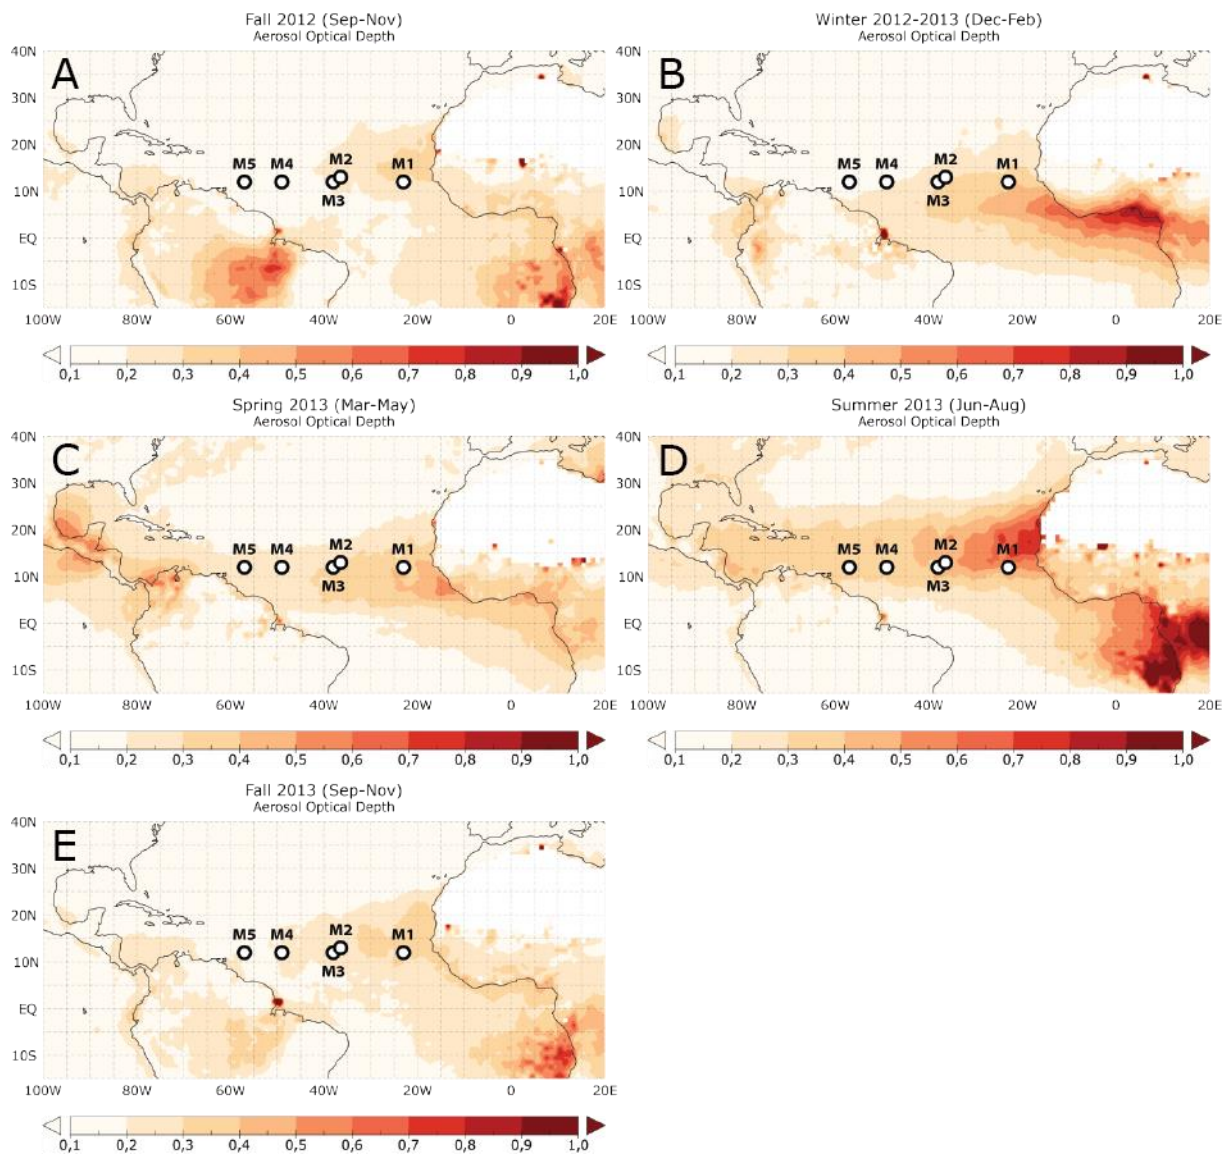 Fall 2012 (Sep-Nov)
Aerosol Optical Depth
A
40N
30N
20N
10N
EQ
10S
M5 M4 M2 M1
M3
100W 80W 60W 40W 20W 0 20E
0,1 0,2 0,3 0,4 0,5 0,6 0,7 0,8 0,9 1,0
Winter 2012-2013 (Dec-Feb)
Aerosol Optical Depth
B
40N
30N
20N
10N
EQ
10S
M5 M4 M2 M1
M3
100W 80W 60W 40W 20W 0 20E
0,1 0,2 0,3 0,4 0,5 0,6 0,7 0,8 0,9 1,0
Spring 2013 (Mar-May)
Aerosol Optical Depth
C
40N
30N
20N
10N
EQ
10S
M5 M4 M2 M1
M3
100W 80W 60W 40W 20W 0 20E
0,1 0,2 0,3 0,4 0,5 0,6 0,7 0,8 0,9 1,0
Summer 2013 (Jun-Aug)
Aerosol Optical Depth
D
40N
30N
20N
10N
EQ
10S
M5 M4 M2 M1
M3
100W 80W 60W 40W 20W 0 20E
0,1 0,2 0,3 0,4 0,5 0,6 0,7 0,8 0,9 1,0
Fall 2013 (Sep-Nov)
Aerosol Optical Depth
E
40N
30N
20N
10N
EQ
10S
M5 M4 M2 M1
M3
100W 80W 60W 40W 20W 0 20E
0,1 0,2 0,3 0,4 0,5 0,6 0,7 0,8 0,9 1,0